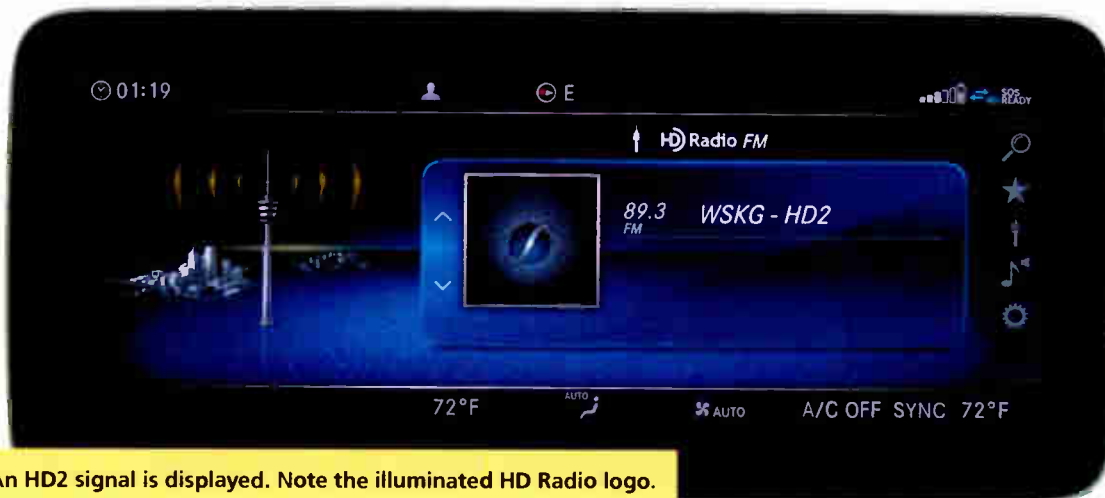 01:19
E
SOS
READY
HD Radio FM
89.3 WSKG - HD2
FM
72°F AUTO AUTO A/C OFF SYNC 72°F
An HD2 signal is displayed. Note the illuminated HD Radio logo.